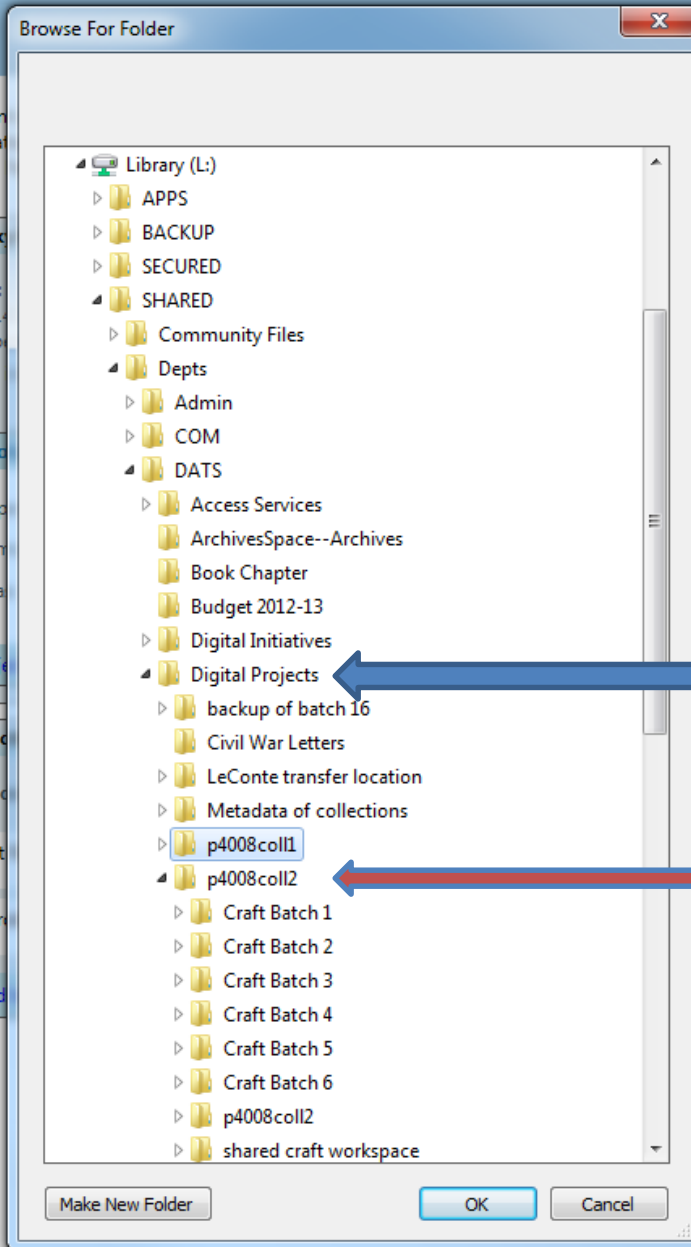 Browse For Folder
Library (L:)
APPS
BACKUP
SECURED
SHARED
Community Files
Depts
Admin
COM
DATS
Access Services
ArchivesSpace--Archives
Book Chapter
Budget 2012-13
Digital Initiatives
Digital Projects
backup of batch 16
Civil War Letters
LeConte transfer location
Metadata of collections
p4008coll1
p4008coll2
Craft Batch 1
Craft Batch 2
Craft Batch 3
Craft Batch 4
Craft Batch 5
Craft Batch 6
p4008coll2
shared craft workspace
Make New Folder OK Cancel